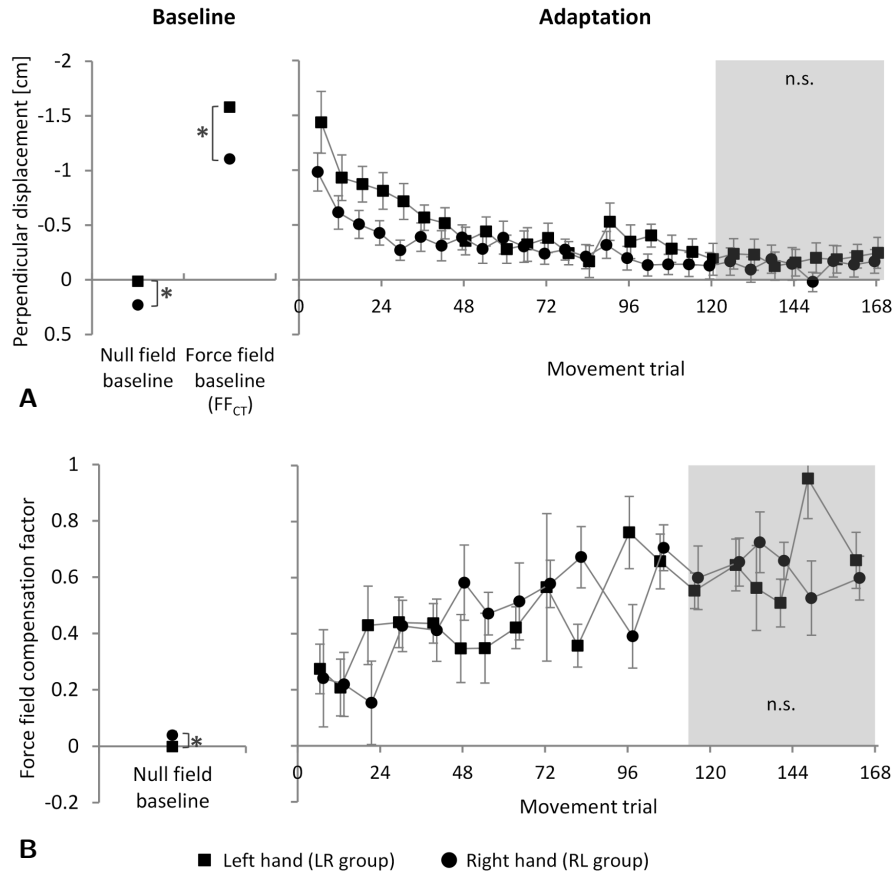 Baseline
Adaptation
Perpendicular displacement [cm]
-2
-1.5
-1
-0.5
0
0.5
*
*
n.s.
0 24 48 72 96 120 144 168
Null field
baseline
Force field
baseline
(FFCT)
Movement trial
A
Force field compensation factor
1
0.8
0.6
0.4
0.2
0
-0.2
*
n.s.
Null field
baseline
0 24 48 72 96 120 144 168
Movement trial
B
Left hand (LR group) Right hand (RL group)